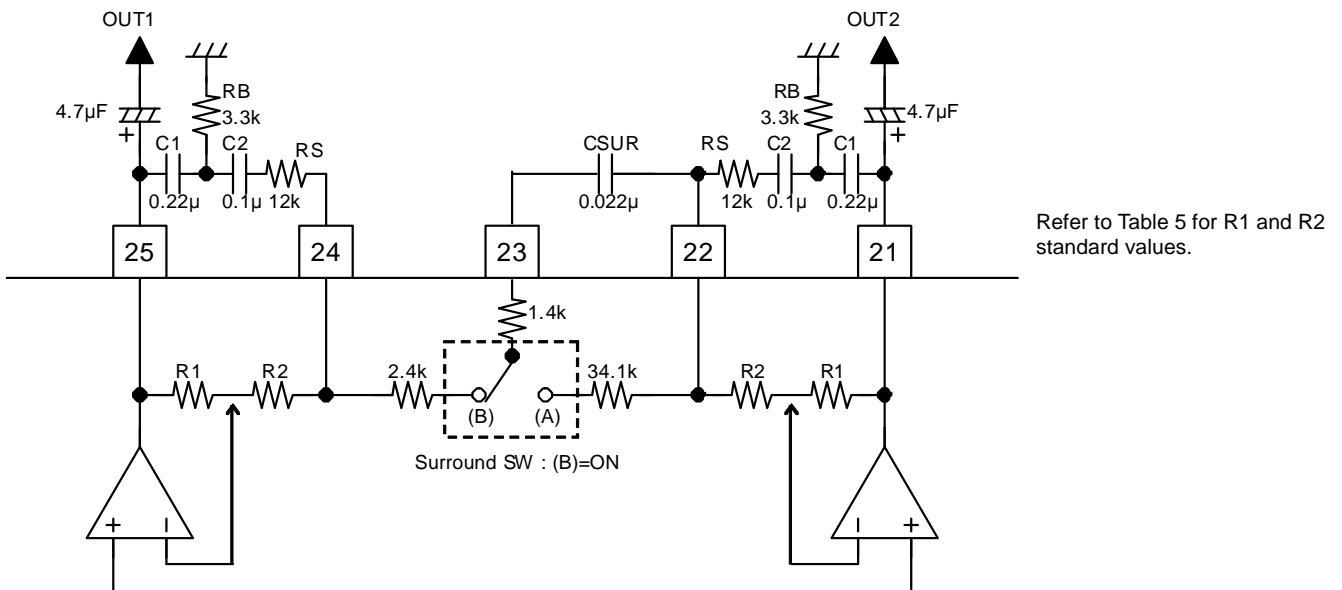 OUT1
OUT2
RB
RB
4.7µF
3.3k
3.3k
4.7µF
+
+
C1
C2
RS
CSUR
RS
C2
C1
0.22µ
0.1µ
12k
0.022µ
12k
0.1µ
0.22µ
25
24
23
22
21
Refer to Table 5 for R1 and R2
standard values.
1.4k
R1
R2
2.4k
34.1k
R2
R1
(B)
(A)
Surround SW : (B)=ON
+
−
−
+